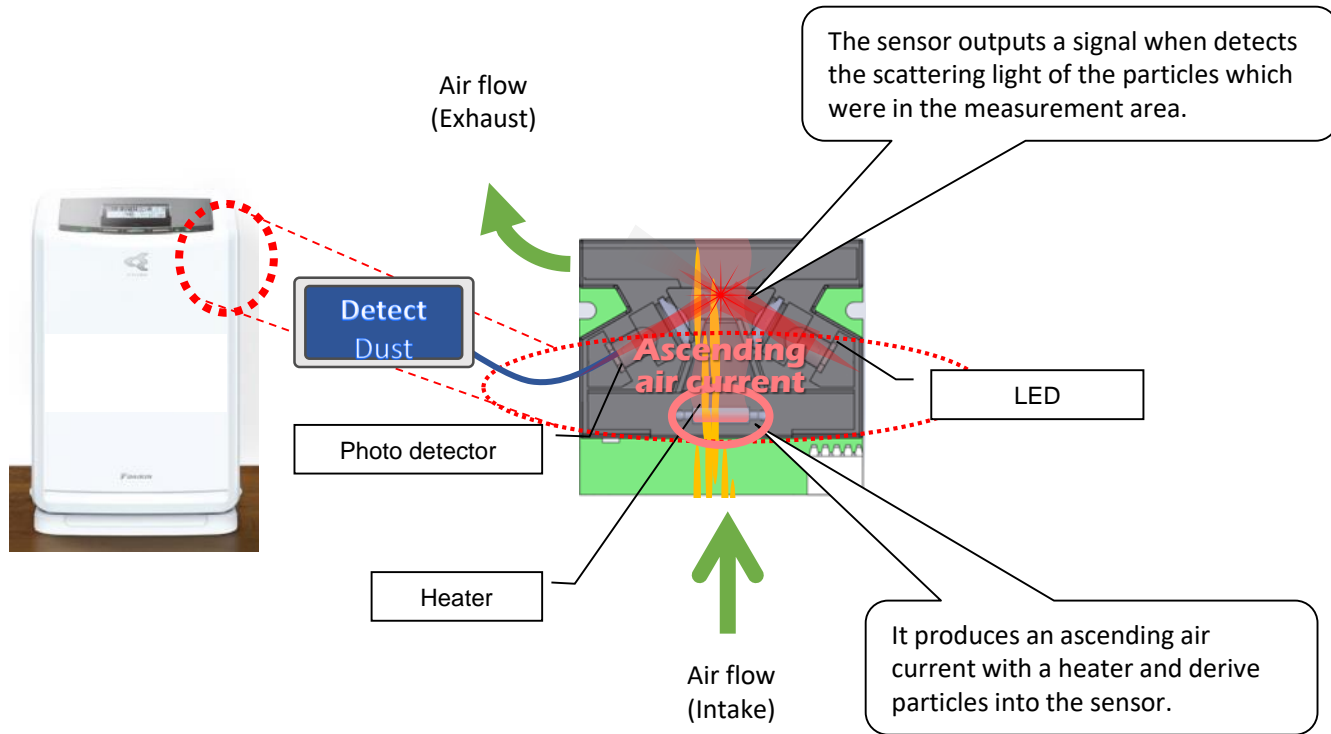 The sensor outputs a signal when detects
the scattering light of the particles which
were in the measurement area.
Air flow
(Exhaust)
Detect
Dust
Ascending
air current
LED
Photo detector
Heater
Air flow
(Intake)
It produces an ascending air
current with a heater and derive
particles into the sensor.
DAIKIN